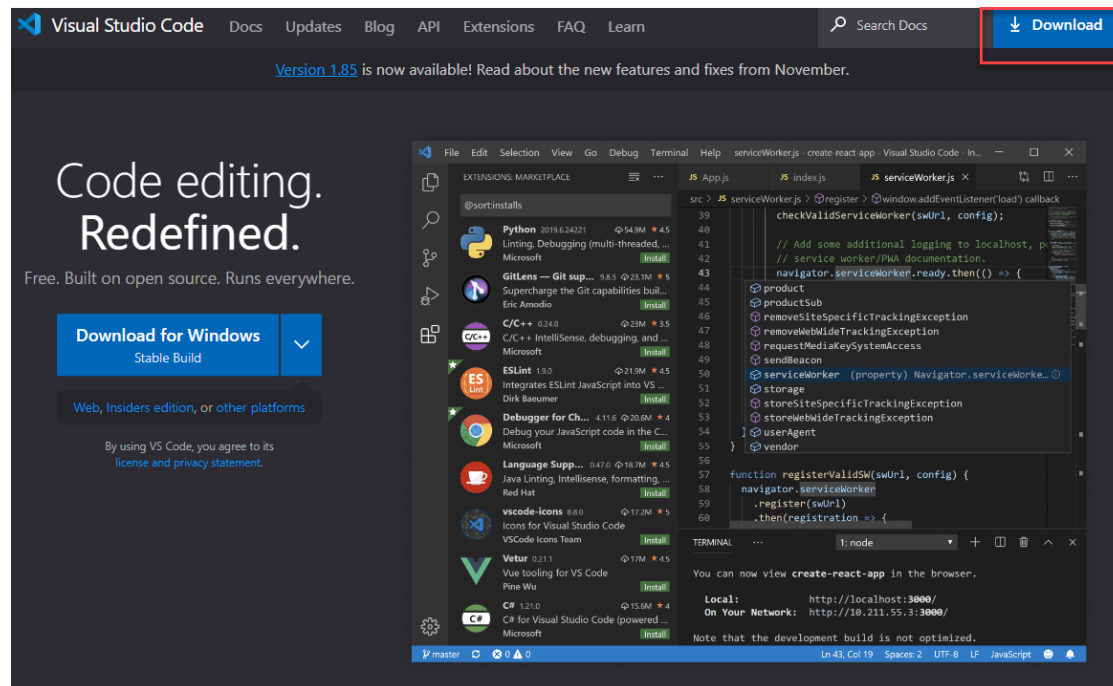 Visual Studio Code Docs Updates Blog API Extensions FAQ Learn Search Docs Download
Version 1.85 is now available! Read about the new features and fixes from November.
Code editing.
Redefined.
Free. Built on open source. Runs everywhere.
Download for Windows
Stable Build
Web, Insiders edition, or other platforms
By using VS Code, you agree to its
license and privacy statement.
File Edit Selection View Go Debug Terminal Help serviceWorker.js - create-react-app - Visual Studio Code - In...
EXTENSIONS: MARKETPLACE
@sort:installs
Python 2019.6.24221 54.9M 4.5
Linting, Debugging (multi-threaded, ...
Microsoft Install
GitLens — Git sup... 9.8.5 23.1M 5
Supercharge the Git capabilities buil...
Eric Amodio Install
C/C++ 0.24.0 23M 3.5
C/C++ IntelliSense, debugging, and ...
Microsoft Install
ESLint 1.9.0 21.9M 4.5
Integrates ESLint JavaScript into VS ...
Dirk Baeumer Install
Debugger for Ch... 4.11.6 20.6M 4
Debug your JavaScript code in the C...
Microsoft Install
Language Supp... 0.47.0 18.7M 4.5
Java Linting, Intellisense, formatting, ...
Red Hat Install
vscode-icons 8.8.0 17.2M 5
Icons for Visual Studio Code
VSCode Icons Team Install
Vetur 0.21.1 17M 4.5
Vue tooling for VS Code
Pine Wu Install
C# 1.21.0 15.6M 4
C# for Visual Studio Code (powered ...
Microsoft Install
C/C++
ES
Lint
C#
JS App.js JS index.js JS serviceWorker.js
src > JS serviceWorker.js > register > window.addEventListener('load') callback
39 checkValidServiceWorker(swUrl, config);
40
41 // Add some additional logging to localhost, p
42 // service worker/PWA documentation.
43 navigator.serviceWorker.ready.then(() => {
44 product
45 productSub
46 removeSiteSpecificTrackingException
47 removeWebWideTrackingException
48 requestMediaKeySystemAccess
49 sendBeacon
50 serviceWorker (property) Navigator.serviceWorke...
51 storage
52 storeSiteSpecificTrackingException
53 storeWebWideTrackingException
54 } userAgent
55 } vendor
56
57 function registerValidSW(swUrl, config) {
58 navigator.serviceWorker
59 .register(swUrl)
60 .then(registration => {
TERMINAL ... 1: node
You can now view create-react-app in the browser.
Local: http://localhost:3000/
On Your Network: http://10.211.55.3:3000/
Note that the development build is not optimized.
master 0 0 Ln 43, Col 19 Spaces: 2 UTF-8 LF JavaScript